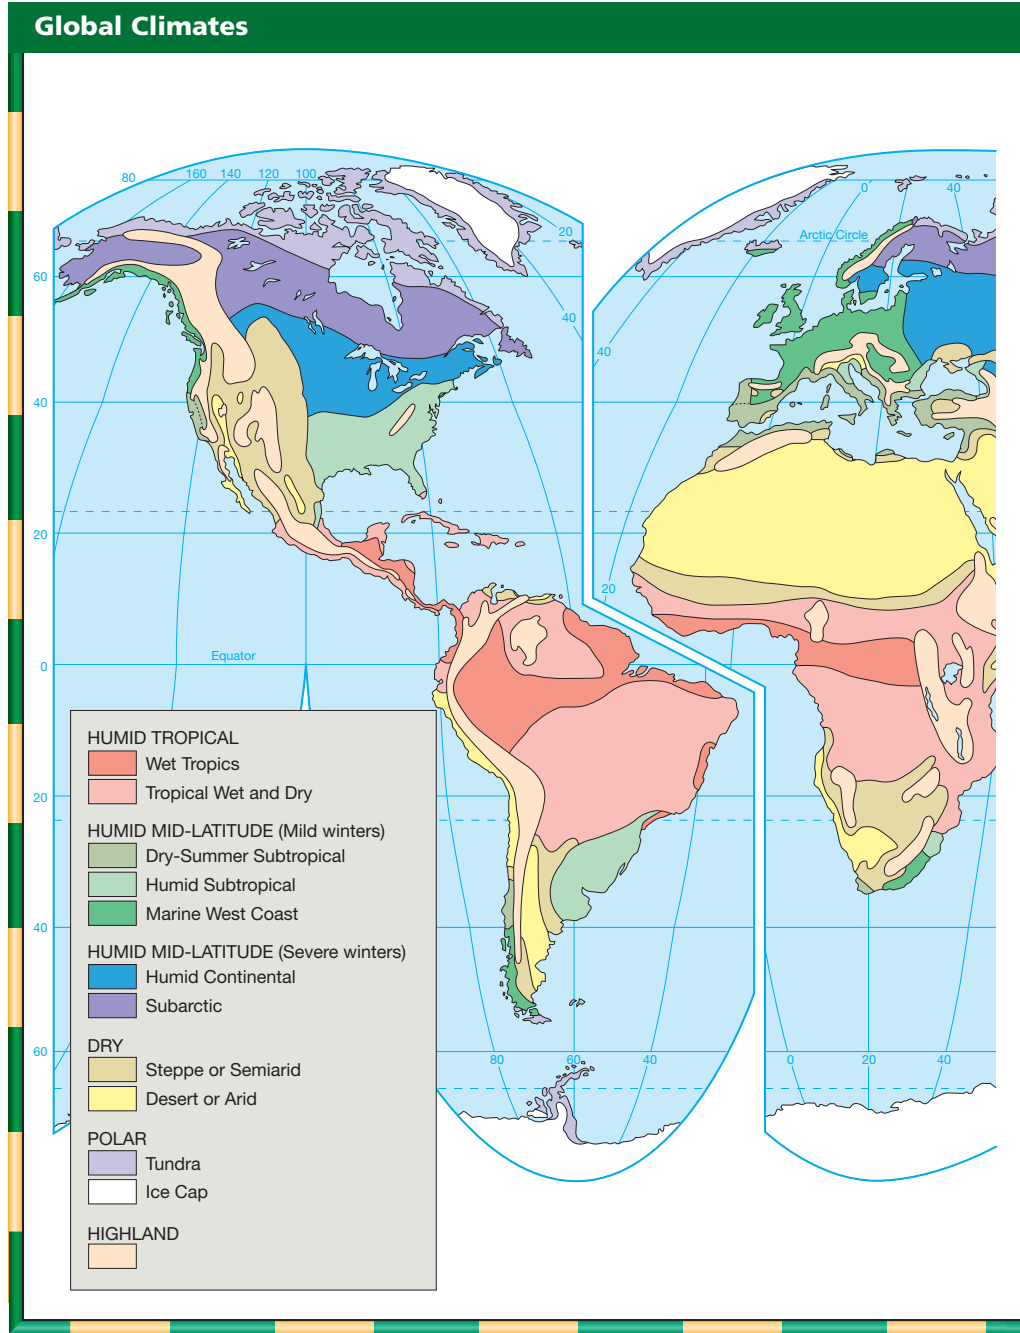 Global Climates
80
160
140
120
100
20
0
40
Arctic Circle
60
40
40
40
20
20
0
Equator
20
40
60
80
60
40
0
20
40
HUMID TROPICAL
Wet Tropics
Tropical Wet and Dry
HUMID MID-LATITUDE (Mild winters)
Dry-Summer Subtropical
Humid Subtropical
Marine West Coast
HUMID MID-LATITUDE (Severe winters)
Humid Continental
Subarctic
DRY
Steppe or Semiarid
Desert or Arid
POLAR
Tundra
Ice Cap
HIGHLAND